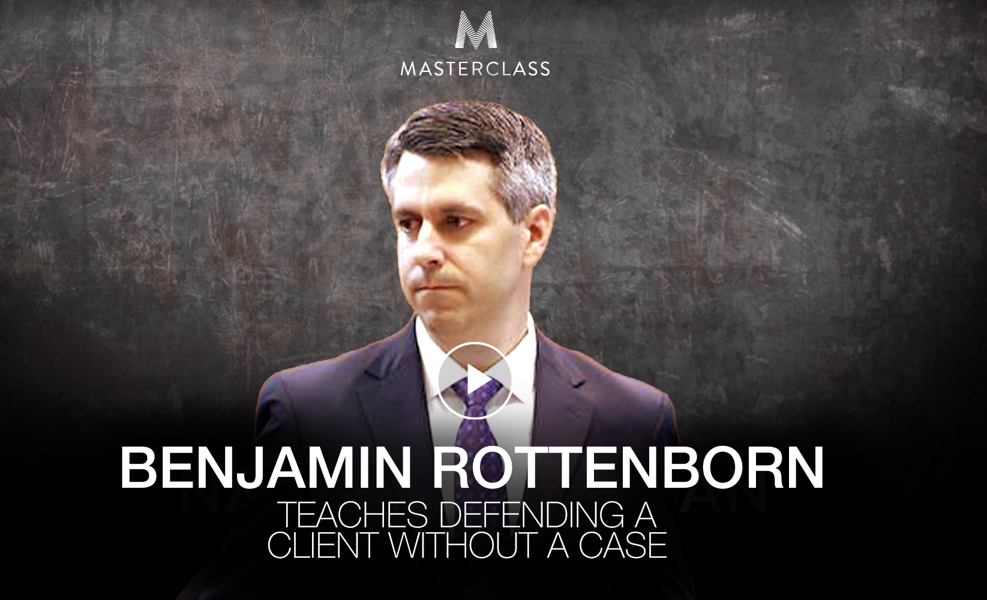 MASTERCLASS
BENJAMIN ROTTENBORN
TEACHES DEFENDING A
CLIENT WITHOUT A CASE